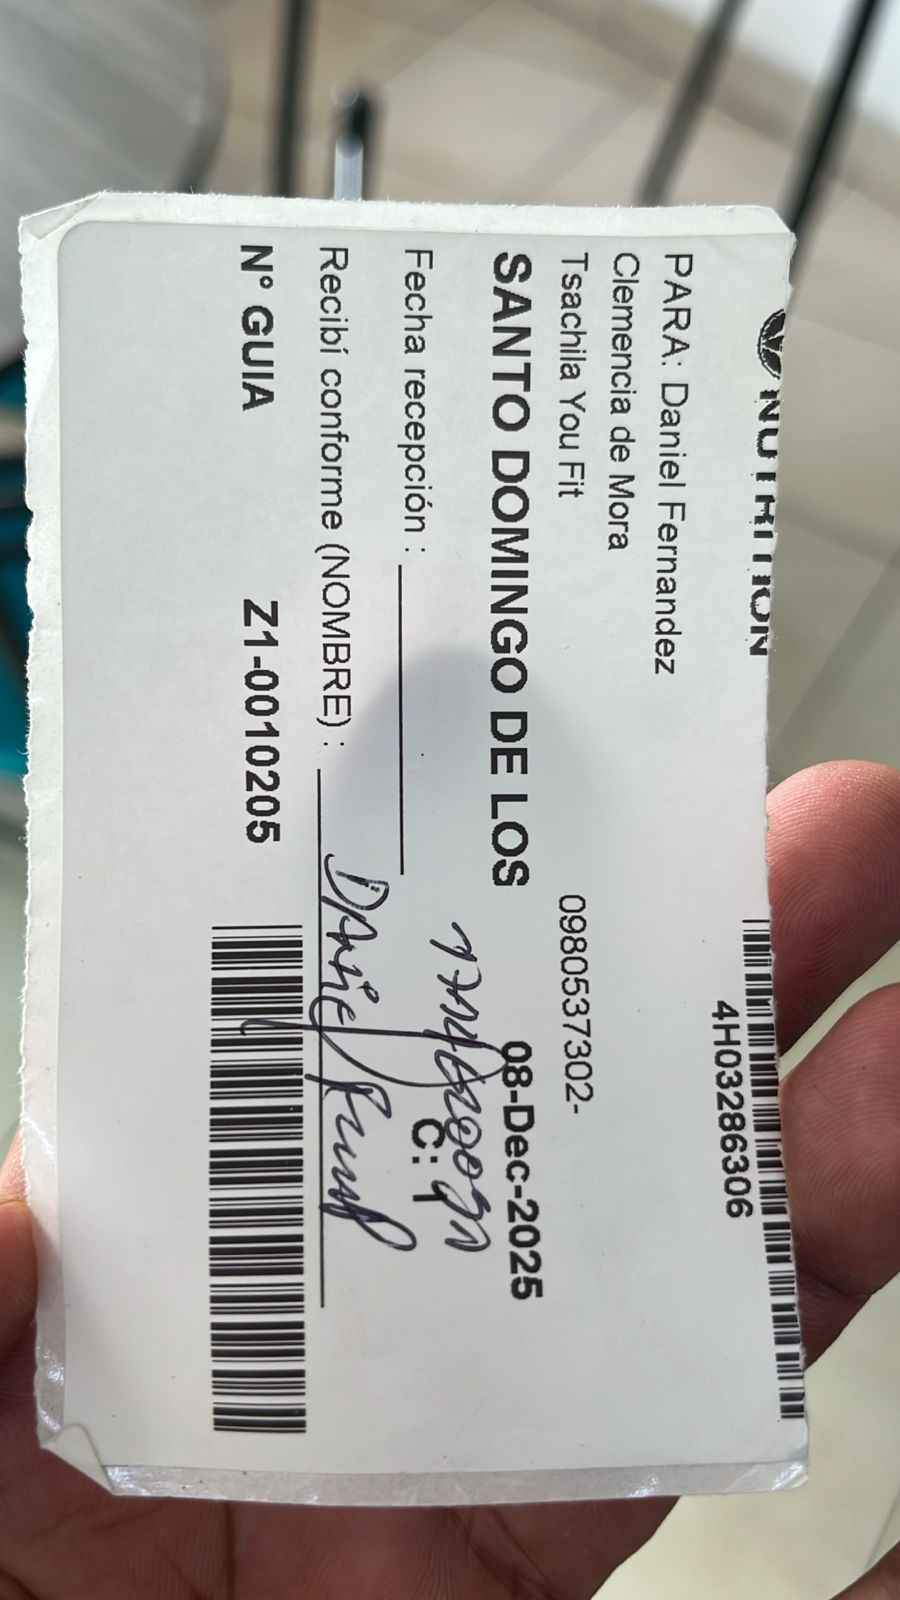 NUTRITION
4H03286306
PARA: Daniel Fernandez
Clemencia de Mora
Tsachila You Fit
0980537302-
SANTO DOMINGO DE LOS
08-Dec-2025
C: 1
Fecha recepción :
Recibí conforme (NOMBRE) : Daniel
N° GUIA Z1-0010205